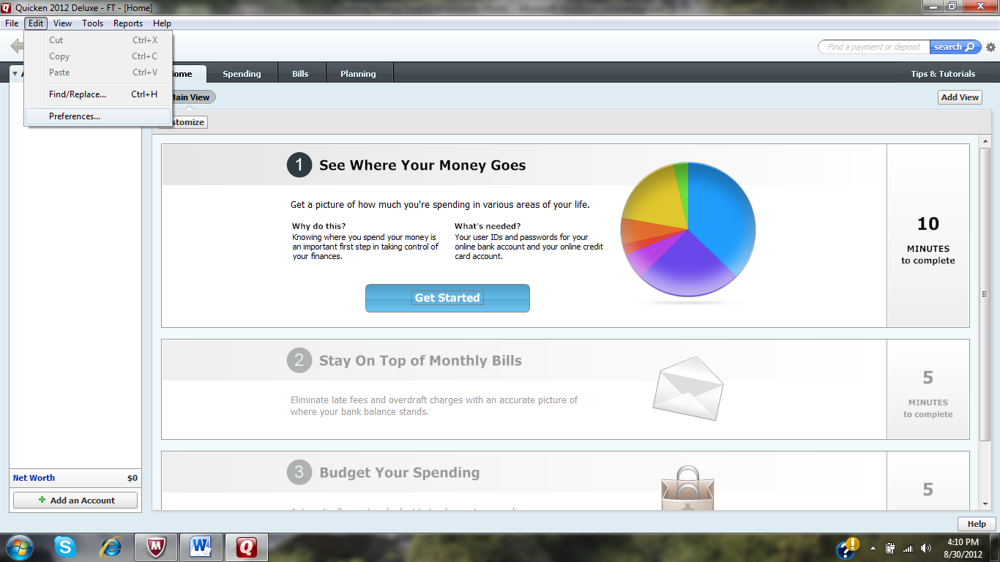 Quicken 2012 Deluxe - FT - [Home]
File Edit View Tools Reports Help
Cut Ctrl+X
Copy Ctrl+C
Paste Ctrl+V
Find/Replace... Ctrl+H
Preferences...
Find a payment or deposit search
Spending Bills Planning Tips & Tutorials
View Add View
See Where Your Money Goes
1
Get a picture of how much you're spending in various areas of your life.
Why do this?
Knowing where you spend your money is
an important first step in taking control of
your finances.
What's needed?
Your user IDs and passwords for your
online bank account and your online credit
card account.
Get Started
10
MINUTES
to complete
2
Stay On Top of Monthly Bills
Eliminate late fees and overdraft charges with an accurate picture of
where your bank balance stands.
5
MINUTES
to complete
3
Budget Your Spending
5
Net Worth $0
Add an Account
Help
4:10 PM
8/30/2012